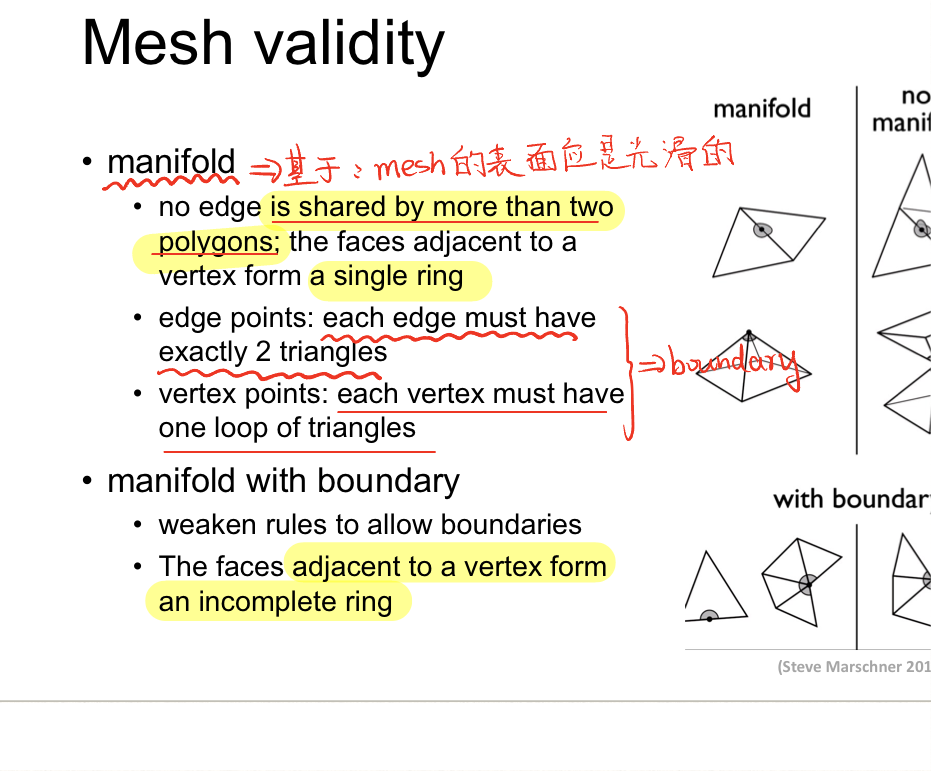 Mesh validity
manifold
no
manif
• manifold ⇒基于：mesh的表面应是光滑的
• no edge is shared by more than two
polygons; the faces adjacent to a
vertex form a single ring
• edge points: each edge must have
exactly 2 triangles
⇒boundary
• vertex points: each vertex must have
one loop of triangles
• manifold with boundary
• weaken rules to allow boundaries
• The faces adjacent to a vertex form
an incomplete ring
with boundary
(Steve Marschner 201